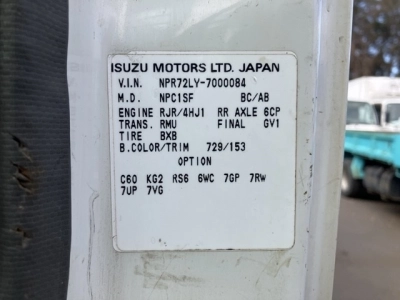 ISUZU MOTORS LTD. JAPAN
V.I.N. NPR72LY-7000084
M.D. NPC1SF BC/AB
ENGINE RJR/4HJ1 RR AXLE 6CP
TRANS. RMU FINAL GV1
TIRE BXB
B.COLOR/TRIM 729/153
OPTION
C60 KG2 RS6 6WC 7GP 7RW
7UP 7VG